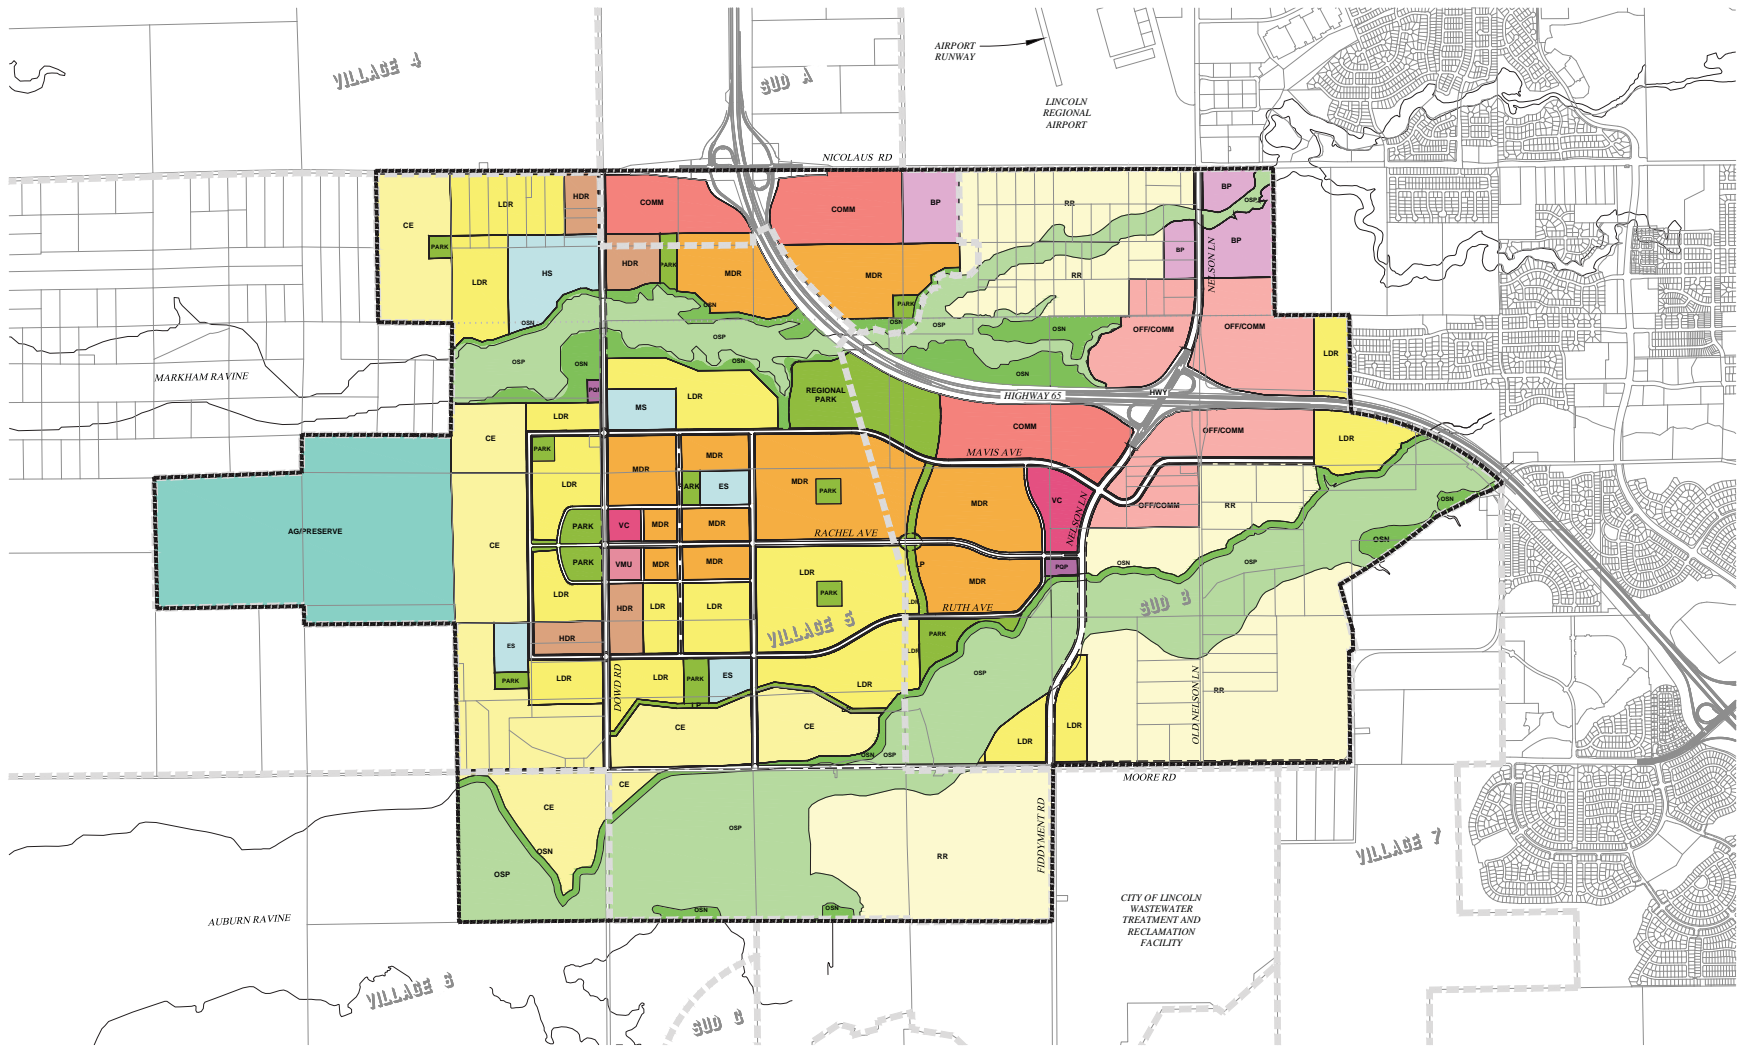 VILLAGE 4
SUD A
AIRPORT
RUNWAY
LINCOLN
REGIONAL
AIRPORT
NICOLAUS RD
CE
LDR
HDR
COMM
COMM
BP
RR
BP
OSP
PARK
LDR
HS
HDR
PARK
MDR
MDR
RR
BP
BP
NELSON LN
OSN
PARK
OSN
OSN
OSP
OSN
OFF/COMM
OFF/COMM
LDR
OSP
OSP
OSN
OSN
OSN
MARKHAM RAVINE
PQP
LDR
REGIONAL
PARK
HIGHWAY 65
HWY
MS
LDR
COMM
OFF/COMM
LDR
CE
PARK
MDR
MDR
MAVIS AVE
LDR
PARK
ES
MDR
PARK
MDR
VC
NELSON LN
OFF/COMM
RR
OSN
AG/PRESERVE
CE
PARK
VC
MDR
MDR
RACHEL AVE
OSN
PARK
VMU
MDR
MDR
LDR
LP
PQP
OSN
OSP
LDR
HDR
LDR
LDR
PARK
LDR
MDR
RUTH AVE
SUD B
VILLAGE 5
ES
HDR
PARK
LDR
PARK
LDR
DOWD RD
LDR
PARK
ES
LDR
OSP
RR
OLD NELSON LN
LP
LP
CE
CE
OSN
OSP
LDR
LDR
MOORE RD
CE
CE
OSN
OSP
OSP
RR
FIDDYMENT RD
VILLAGE 7
AUBURN RAVINE
OSN
OSN
CITY OF LINCOLN
WASTEWATER
TREATMENT AND
RECLAMATION
FACILITY
VILLAGE 6
SUD C